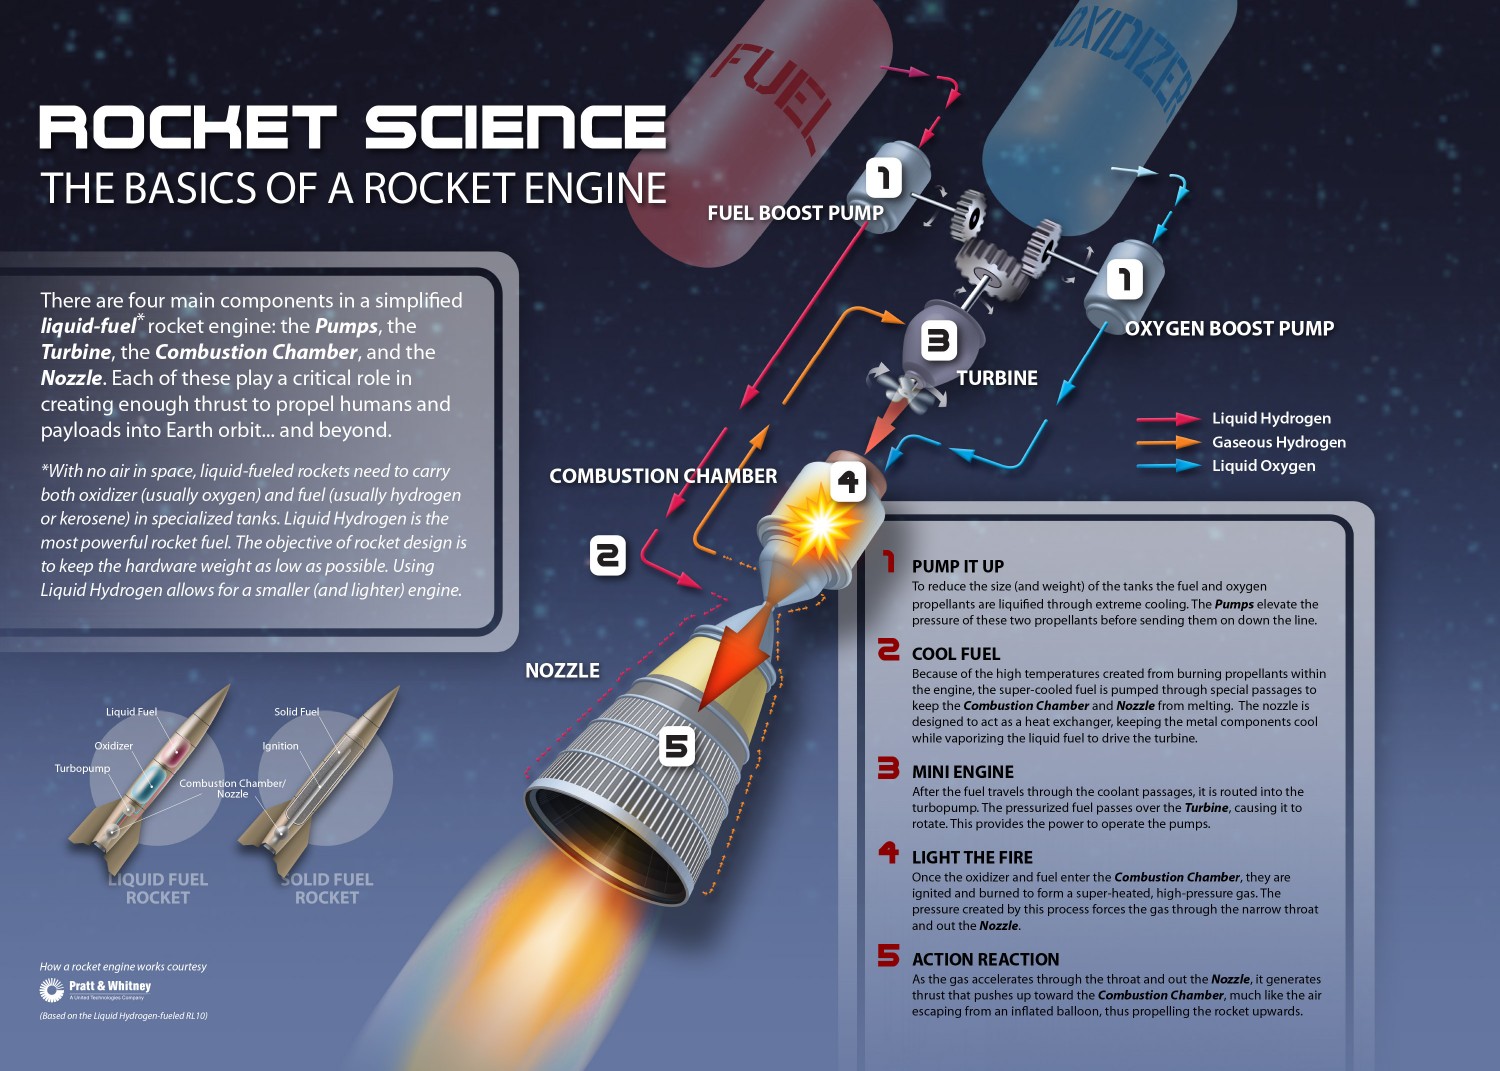 ROCKET SCIENCE
THE BASICS OF A ROCKET ENGINE
There are four main components in a simplified
liquid-fuel* rocket engine: the Pumps, the
Turbine, the Combustion Chamber, and the
Nozzle. Each of these play a critical role in
creating enough thrust to propel humans and
payloads into Earth orbit... and beyond.
*With no air in space, liquid-fueled rockets need to carry
both oxidizer (usually oxygen) and fuel (usually hydrogen
or kerosene) in specialized tanks. Liquid Hydrogen is the
most powerful rocket fuel. The objective of rocket design is
to keep the hardware weight as low as possible. Using
Liquid Hydrogen allows for a smaller (and lighter) engine.
FUEL
OXIDIZER
1
FUEL BOOST PUMP
1
OXYGEN BOOST PUMP
3
TURBINE
Liquid Hydrogen
Gaseous Hydrogen
Liquid Oxygen
COMBUSTION CHAMBER
4
2
NOZZLE
5
1 PUMP IT UP
To reduce the size (and weight) of the tanks the fuel and oxygen
propellants are liquified through extreme cooling. The Pumps elevate the
pressure of these two propellants before sending them on down the line.
2 COOL FUEL
Because of the high temperatures created from burning propellants within
the engine, the super-cooled fuel is pumped through special passages to
keep the Combustion Chamber and Nozzle from melting. The nozzle is
designed to act as a heat exchanger, keeping the metal components cool
while vaporizing the liquid fuel to drive the turbine.
3 MINI ENGINE
After the fuel travels through the coolant passages, it is routed into the
turbopump. The pressurized fuel passes over the Turbine, causing it to
rotate. This provides the power to operate the pumps.
4 LIGHT THE FIRE
Once the oxidizer and fuel enter the Combustion Chamber, they are
ignited and burned to form a super-heated, high-pressure gas. The
pressure created by this process forces the gas through the narrow throat
and out the Nozzle.
5 ACTION REACTION
As the gas accelerates through the throat and out the Nozzle, it generates
thrust that pushes up toward the Combustion Chamber, much like the air
escaping from an inflated balloon, thus propelling the rocket upwards.
Liquid Fuel
Oxidizer
Turbopump
Combustion Chamber/
Nozzle
Solid Fuel
Ignition
LIQUID FUEL
ROCKET
SOLID FUEL
ROCKET
How a rocket engine works courtesy
Pratt & Whitney
A United Technologies Company
(Based on the Liquid Hydrogen-fueled RL10)